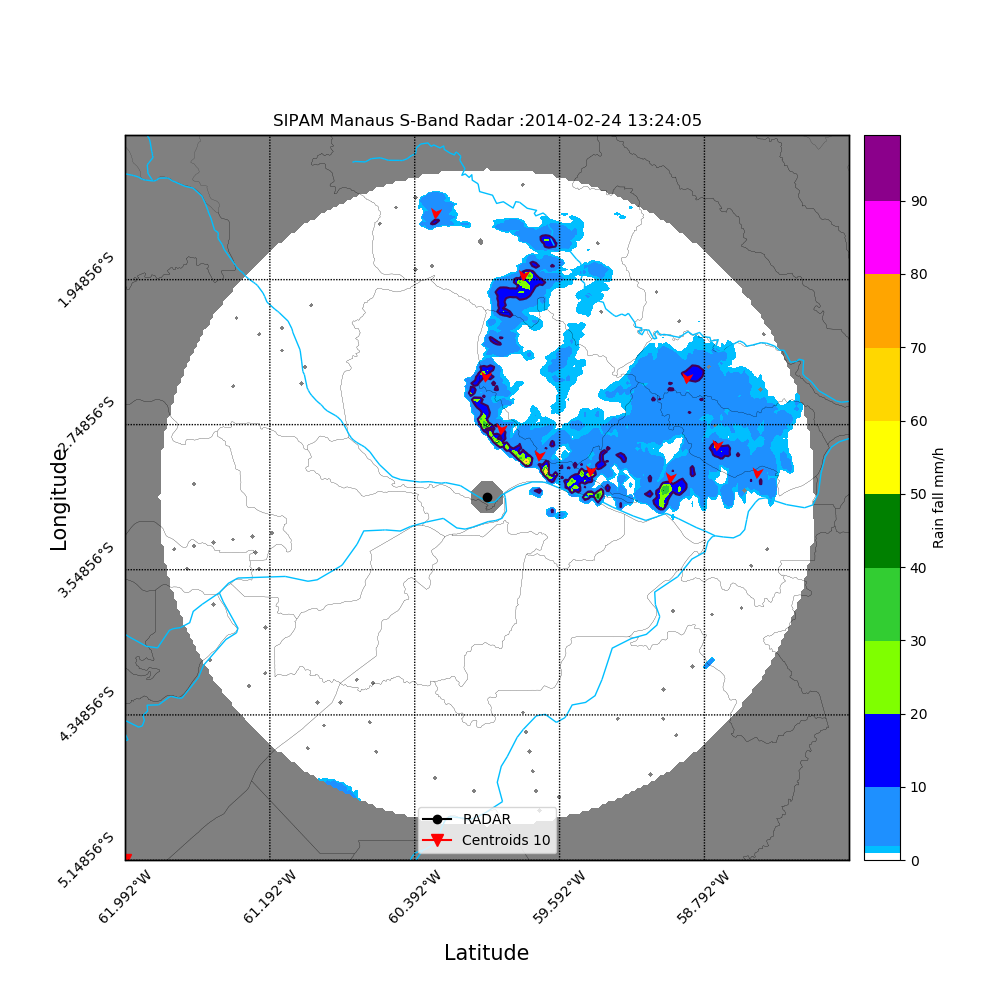 SIPAM Manaus S-Band Radar :2014-02-24 13:24:05
1.94856°S
2.74856°S
3.54856°S
4.34856°S
5.14856°S
Longitude
61.992°W
61.192°W
60.392°W
59.592°W
58.792°W
Latitude
RADAR
Centroids 10
90
80
70
60
50
40
30
20
10
0
Rain fall mm/h